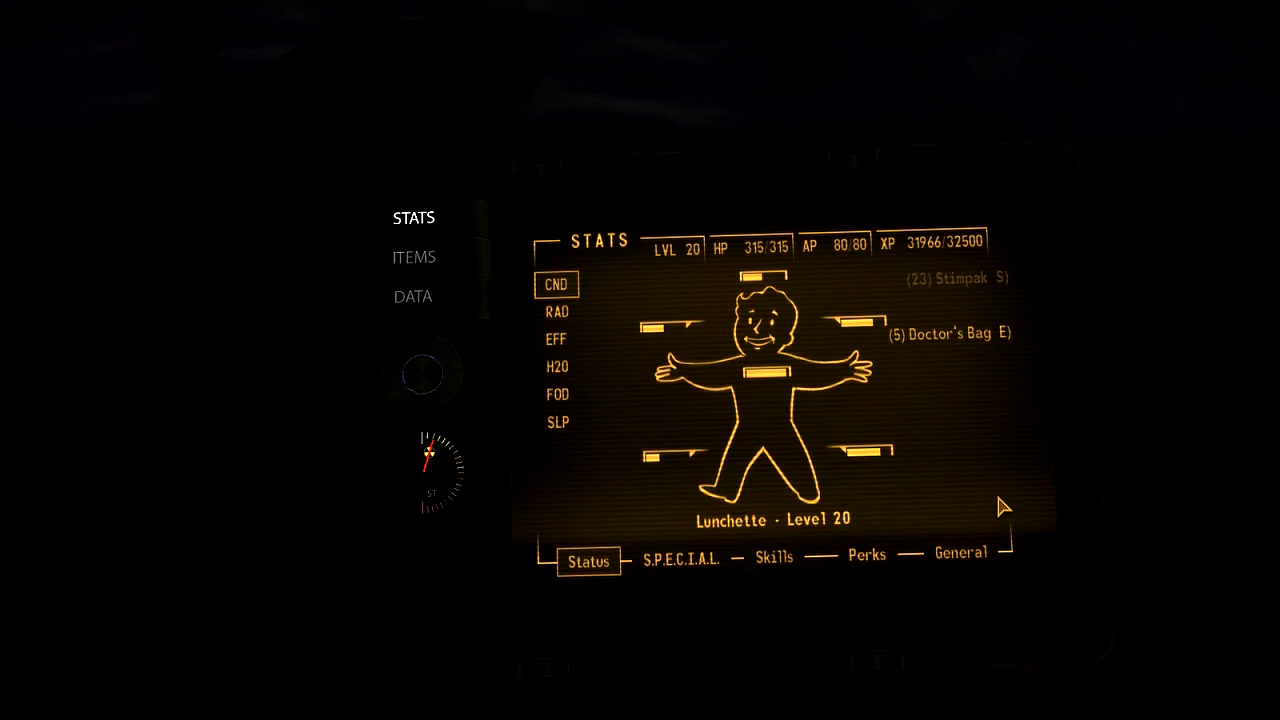 STATS
ITEMS
DATA
ST
STATS
LVL 20
HP 315/315
AP 80/80
XP 31966/32500
CND
RAD
EFF
H2O
FOD
SLP
(23) Stimpak S)
(5) Doctor's Bag E)
Lunchette - Level 20
Status
S.P.E.C.I.A.L.
Skills
Perks
General